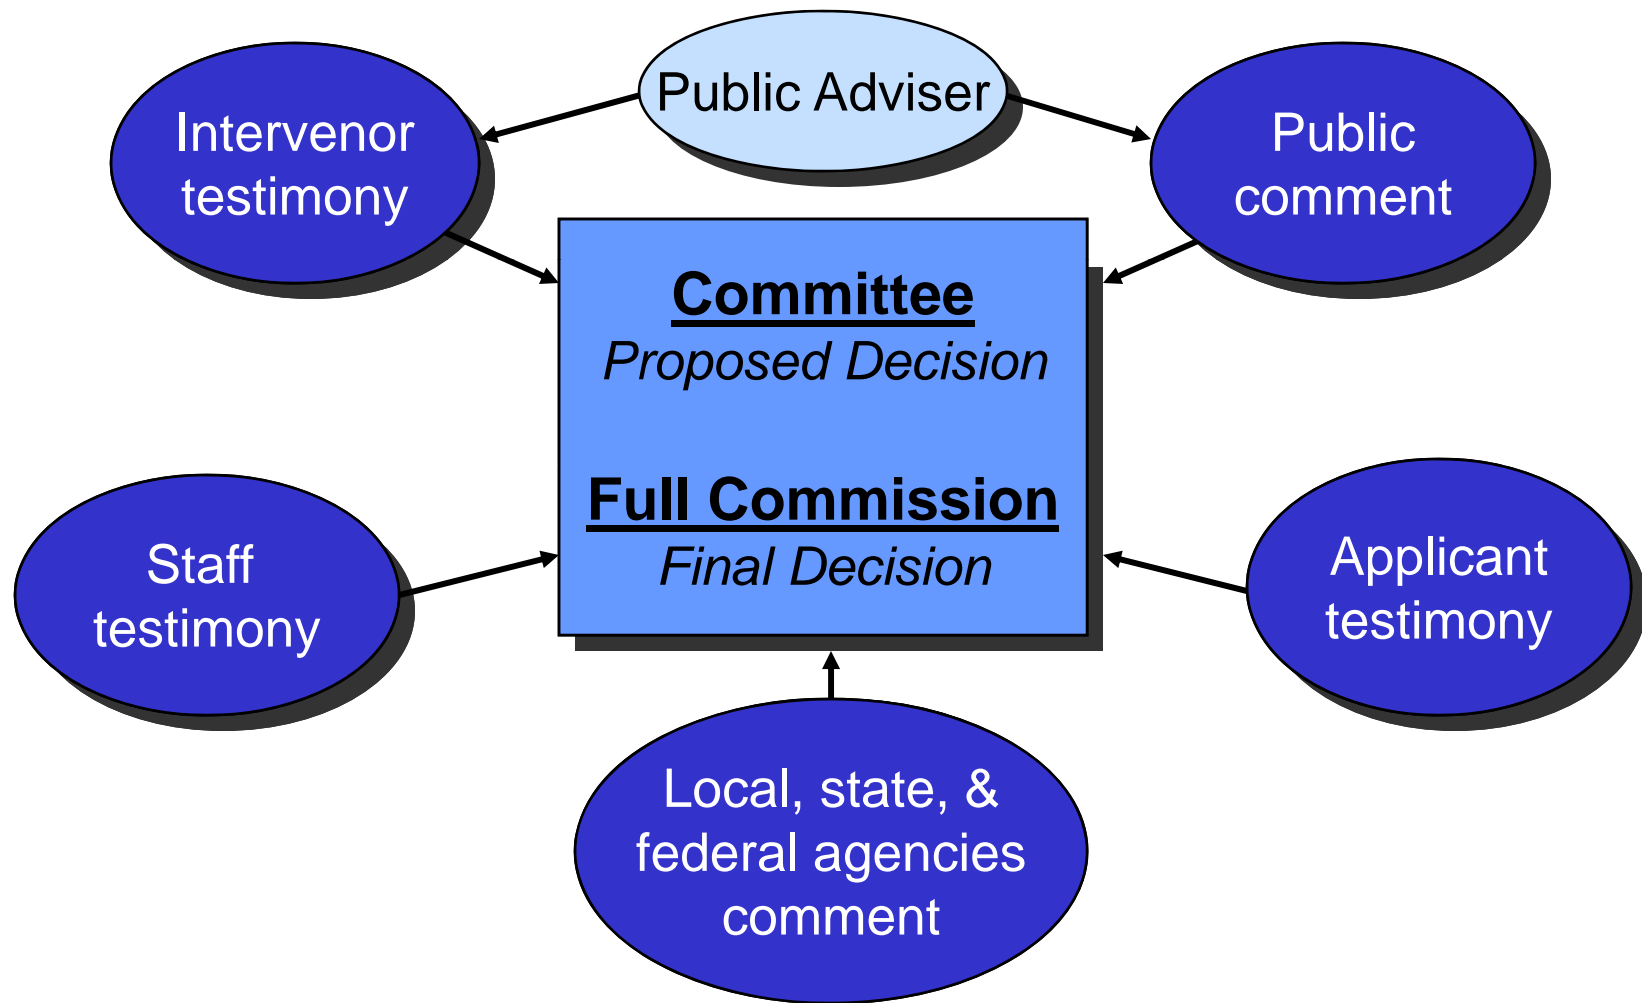 Public Adviser
Intervenor
testimony
Public
comment
Committee
Proposed Decision
Full Commission
Final Decision
Staff
testimony
Applicant
testimony
Local, state, &
federal agencies
comment